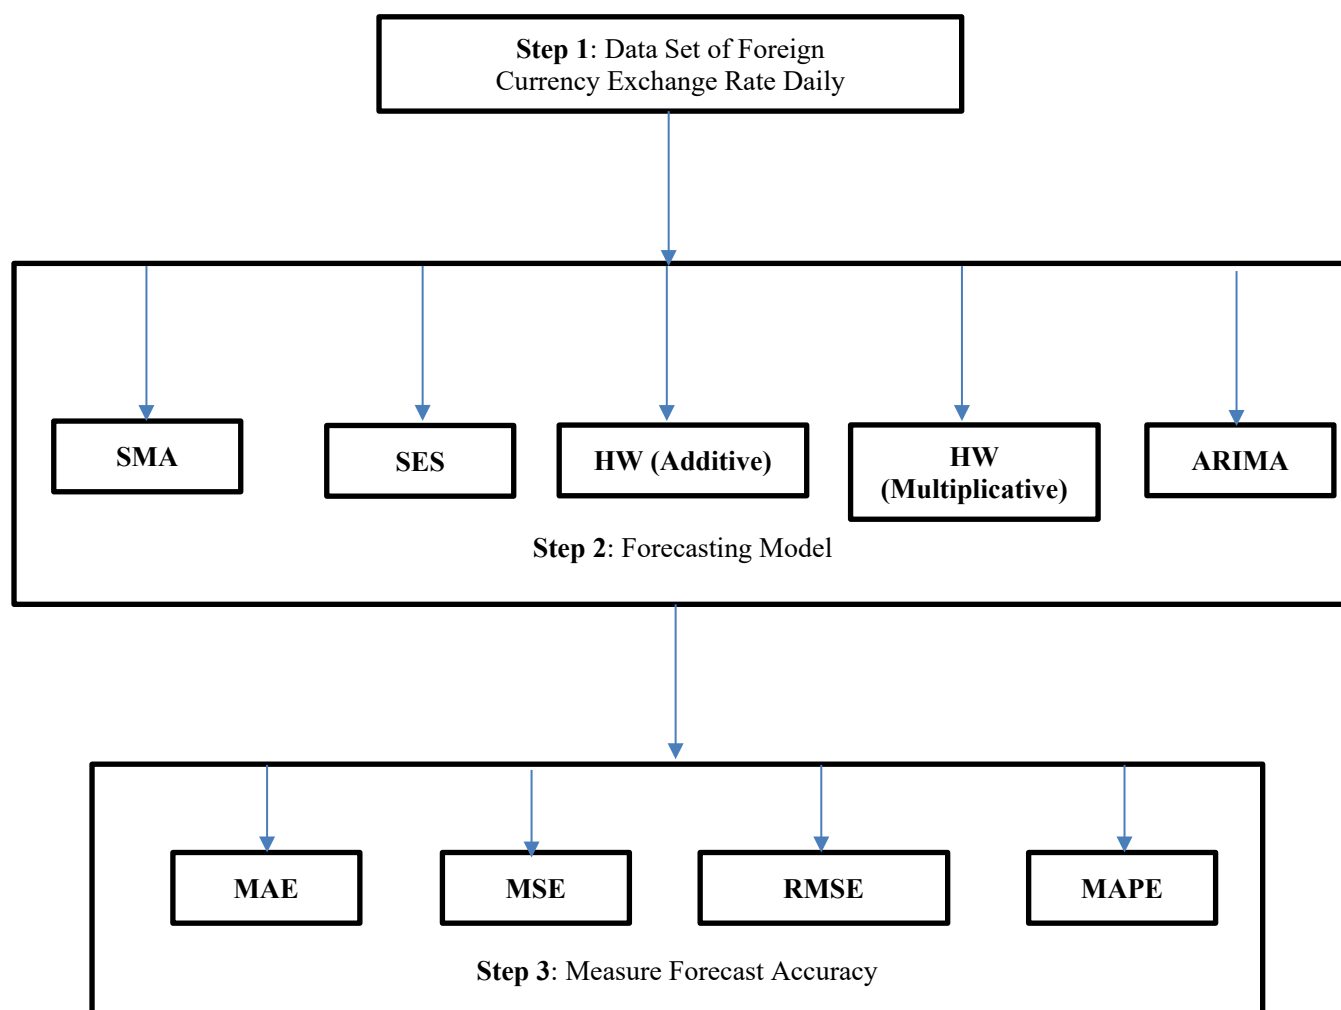 Step 1: Data Set of Foreign
Currency Exchange Rate Daily
SMA
SES
HW (Additive)
HW
(Multiplicative)
ARIMA
Step 2: Forecasting Model
MAE
MSE
RMSE
MAPE
Step 3: Measure Forecast Accuracy